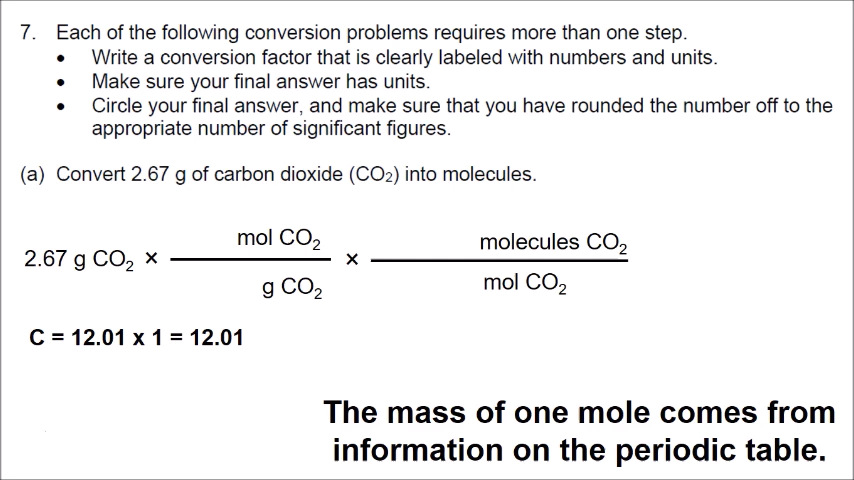 7. Each of the following conversion problems requires more than one step.
• Write a conversion factor that is clearly labeled with numbers and units.
• Make sure your final answer has units.
• Circle your final answer, and make sure that you have rounded the number off to the
appropriate number of significant figures.
(a) Convert 2.67 g of carbon dioxide (CO₂) into molecules.
mol CO₂ molecules CO₂
2.67 g CO₂ × ×
g CO₂ mol CO₂
C = 12.01 x 1 = 12.01
The mass of one mole comes from
information on the periodic table.